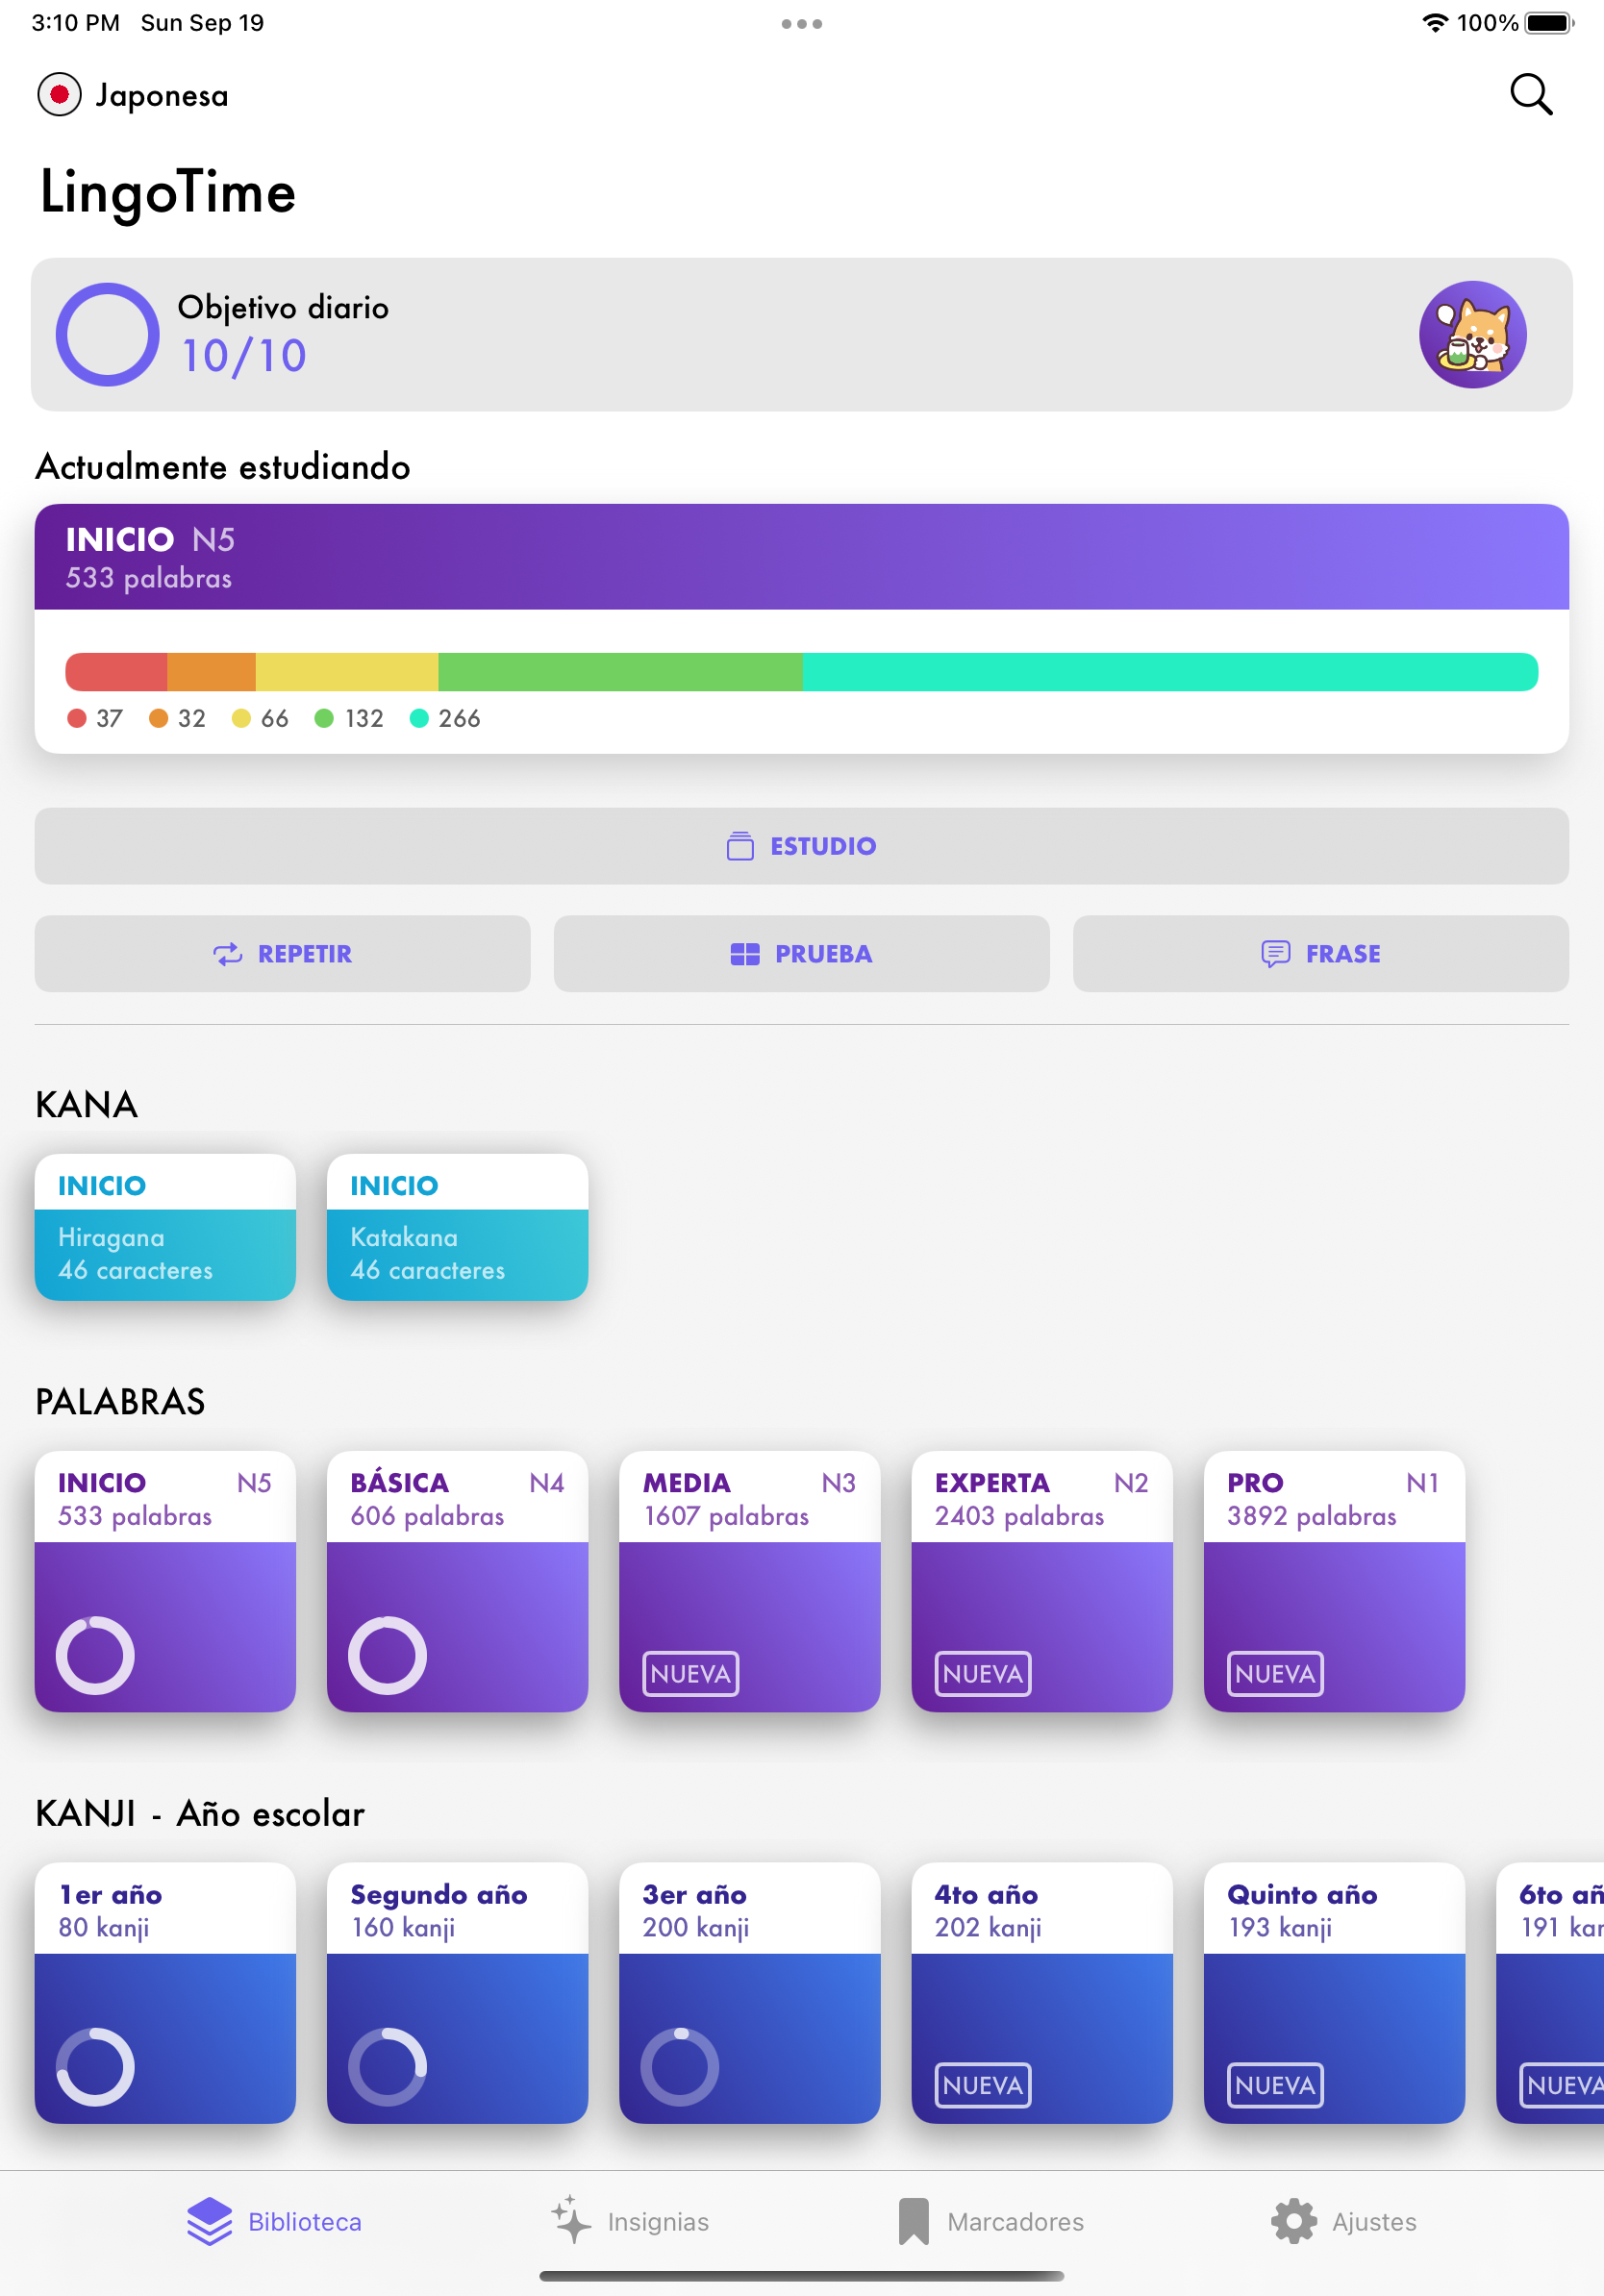 3:10 PM Sun Sep 19
100%
Japonesa
LingoTime
Objetivo diario
10/10
Actualmente estudiando
INICIO N5
533 palabras
37 32 66 132 266
ESTUDIO
REPETIR PRUEBA FRASE
KANA
INICIO
Hiragana
46 caracteres
INICIO
Katakana
46 caracteres
PALABRAS
INICIO N5
533 palabras
BÁSICA N4
606 palabras
MEDIA N3
1607 palabras
NUEVA
EXPERTA N2
2403 palabras
NUEVA
PRO N1
3892 palabras
NUEVA
KANJI - Año escolar
1er año
80 kanji
Segundo año
160 kanji
3er año
200 kanji
4to año
202 kanji
NUEVA
Quinto año
193 kanji
NUEVA
6to
191
NUEVA
Biblioteca Insignias Marcadores Ajustes